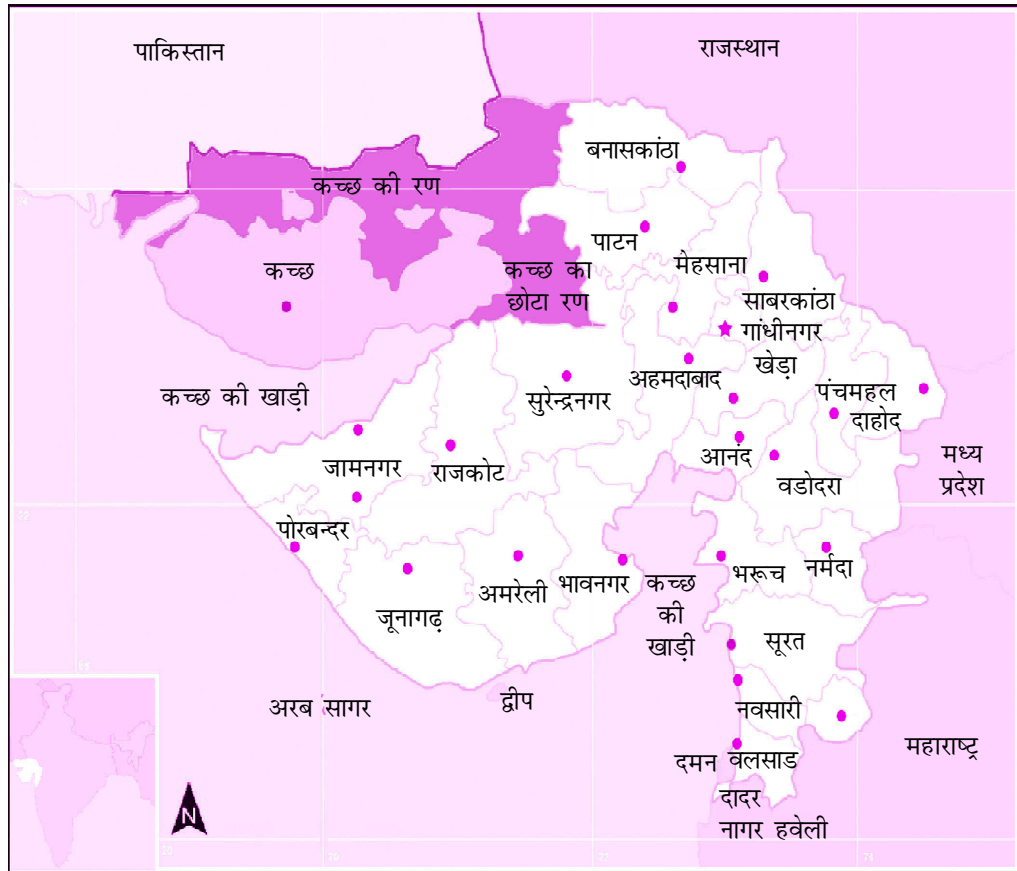 पाकिस्तान
राजस्थान
बनासकांठा
कच्छ की रण
पाटन
मेहसाना
कच्छ
कच्छ का
छोटा रण
साबरकांठा
गांधीनगर
खेड़ा
अहमदाबाद
पंचमहल
दाहोद
कच्छ की खाड़ी
सुरेन्द्रनगर
जामनगर
राजकोट
आनंद
वडोदरा
मध्य
प्रदेश
पोरबन्दर
जूनागढ़
अमरेली
भावनगर
कच्छ
की
खाड़ी
भरूच
नर्मदा
सूरत
अरब सागर
द्वीप
नवसारी
महाराष्ट्र
दमन
वलसाड
दादर
नागर हवेली
N
24
22